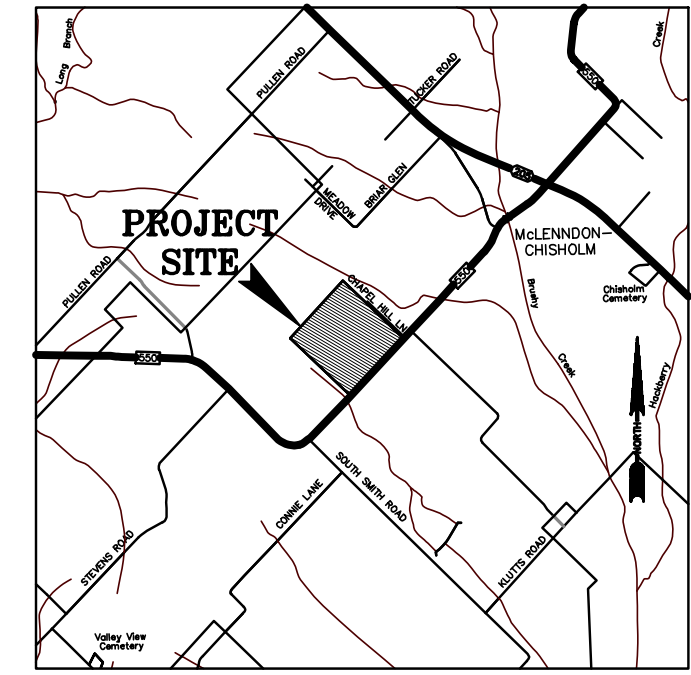 Long Branch
Creek
PULLEN ROAD
TUCKER ROAD
550
205
BRIAR GLEN
MEADOW
DRIVE
PROJECT
SITE
McLENNDON-
CHISHOLM
PULLEN ROAD
550
CHAPEL HILL LN
Brushy
Creek
Chisholm
Cemetery
550
Hackberry
NORTH
SOUTH SMITH ROAD
CONNIE LANE
STEVENS ROAD
KLUTTS ROAD
Valley View
Cemetery